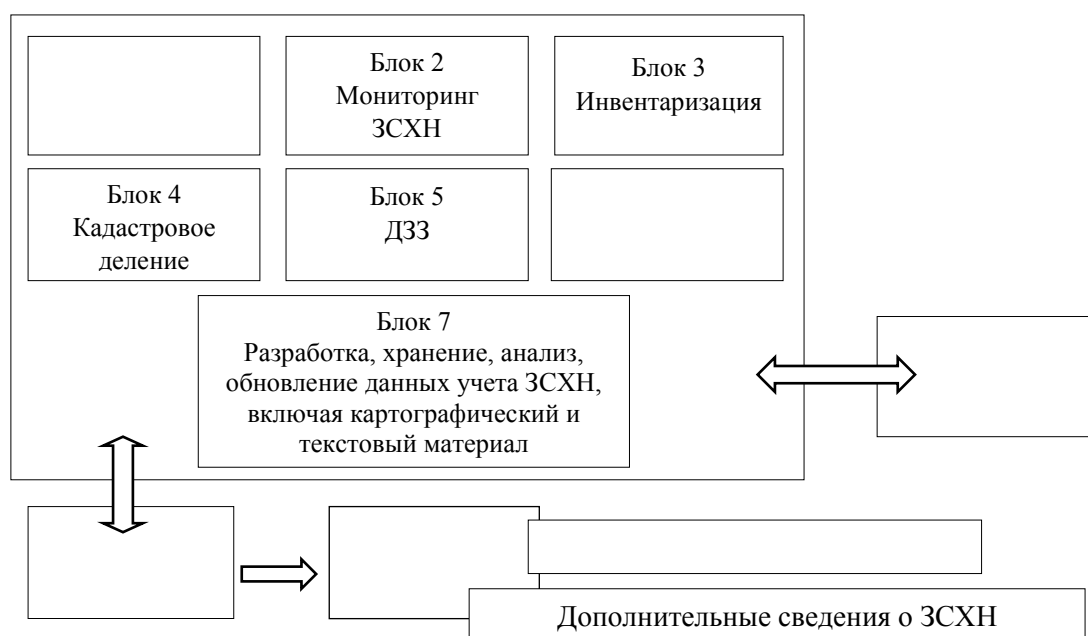 Блок 2
Мониторинг
ЗСХН
Блок 3
Инвентаризация
Блок 4
Кадастровое
деление
Блок 5
ДЗЗ
Блок 7
Разработка, хранение, анализ,
обновление данных учета ЗСХН,
включая картографический и
текстовый материал
Дополнительные сведения о ЗСХН